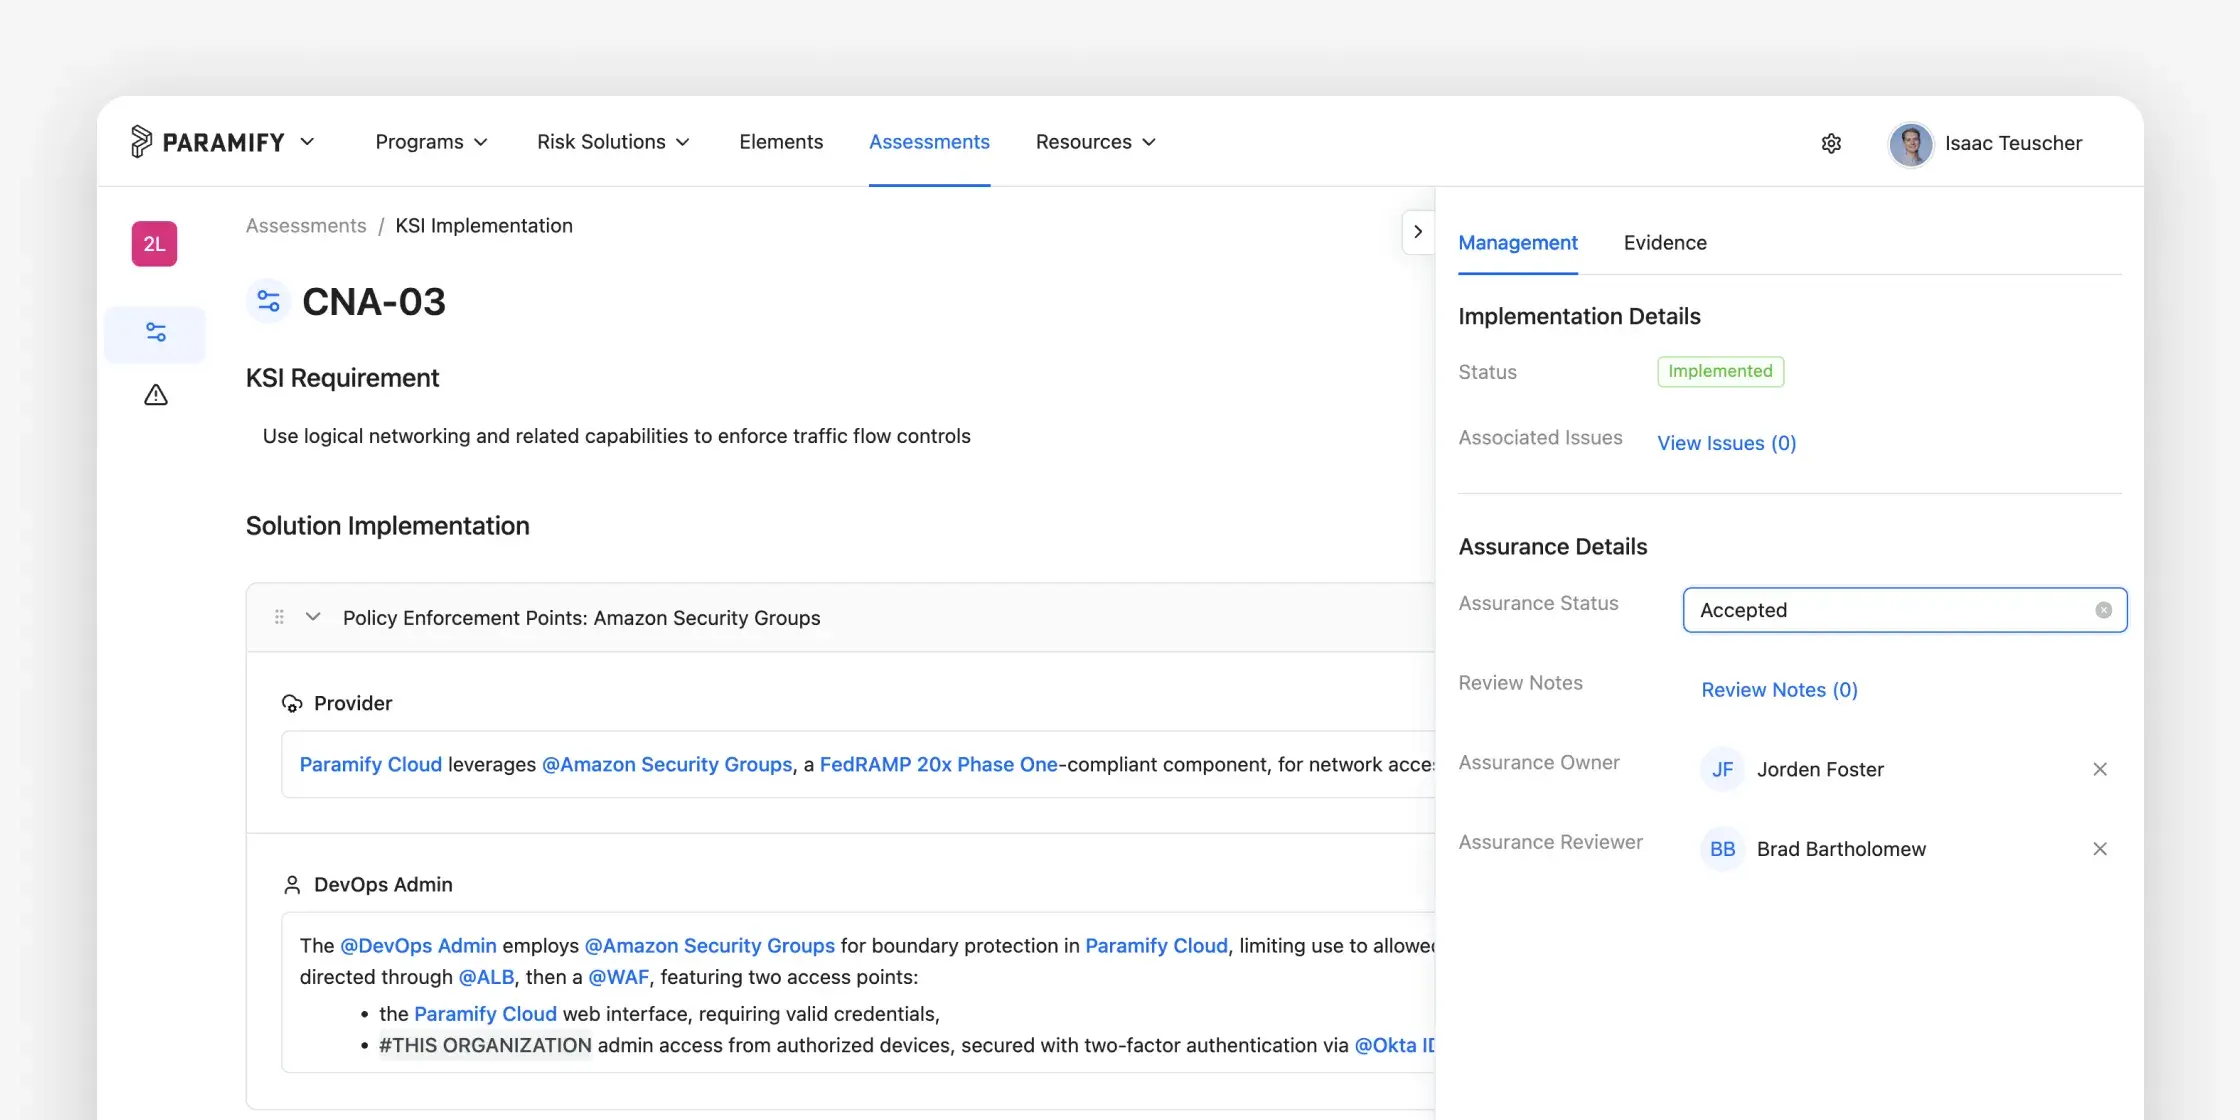 PARAMIFY
Programs
Risk Solutions
Elements
Assessments
Resources
Isaac Teuscher
2L
Assessments / KSI Implementation
CNA-03
KSI Requirement
Use logical networking and related capabilities to enforce traffic flow controls
Solution Implementation
Policy Enforcement Points: Amazon Security Groups
Provider
Paramify Cloud leverages @Amazon Security Groups, a FedRAMP 20x Phase One-compliant component, for network
DevOps Admin
The @DevOps Admin employs @Amazon Security Groups for boundary protection in Paramify Cloud, limiting use to
directed through @ALB, then a @WAF, featuring two access points:
• the Paramify Cloud web interface, requiring valid credentials,
• #THIS ORGANIZATION admin access from authorized devices, secured with two-factor authentication via @Okta
Management
Evidence
Implementation Details
Status
Implemented
Associated Issues
View Issues (0)
Assurance Details
Assurance Status
Accepted
Review Notes
Review Notes (0)
Assurance Owner
JF
Jorden Foster
Assurance Reviewer
BB
Brad Bartholomew